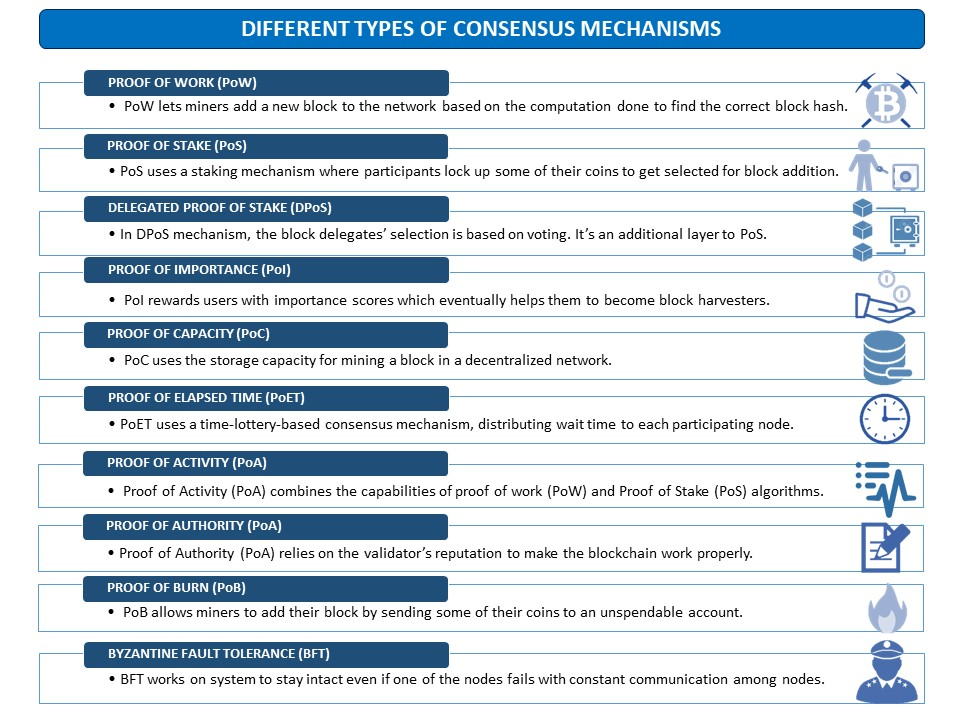 DIFFERENT TYPES OF CONSENSUS MECHANISMS
PROOF OF WORK (PoW)
• PoW lets miners add a new block to the network based on the computation done to find the correct block hash.
PROOF OF STAKE (PoS)
• PoS uses a staking mechanism where participants lock up some of their coins to get selected for block addition.
DELEGATED PROOF OF STAKE (DPoS)
• In DPoS mechanism, the block delegates' selection is based on voting. It's an additional layer to PoS.
PROOF OF IMPORTANCE (PoI)
• PoI rewards users with importance scores which eventually helps them to become block harvesters.
PROOF OF CAPACITY (PoC)
• PoC uses the storage capacity for mining a block in a decentralized network.
PROOF OF ELAPSED TIME (PoET)
• PoET uses a time-lottery-based consensus mechanism, distributing wait time to each participating node.
PROOF OF ACTIVITY (PoA)
• Proof of Activity (PoA) combines the capabilities of proof of work (PoW) and Proof of Stake (PoS) algorithms.
PROOF OF AUTHORITY (PoA)
• Proof of Authority (PoA) relies on the validator's reputation to make the blockchain work properly.
PROOF OF BURN (PoB)
• PoB allows miners to add their block by sending some of their coins to an unspendable account.
BYZANTINE FAULT TOLERANCE (BFT)
• BFT works on system to stay intact even if one of the nodes fails with constant communication among nodes.